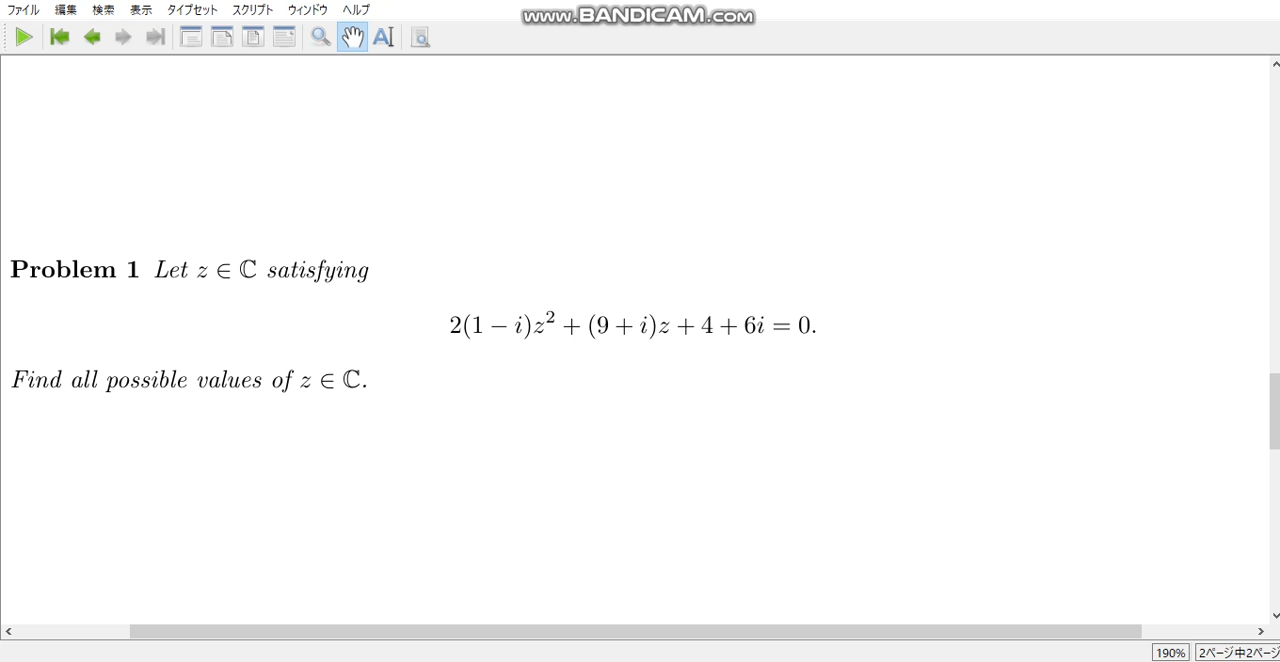 ファイル 編集 検索 表示 タイプセット スクリプト ウィンドウ ヘルプ
www.BANDICAM.com
Problem 1 Let z ∈ ℂ satisfying
2(1 − i)z² + (9 + i)z + 4 + 6i = 0.
Find all possible values of z ∈ ℂ.
190% 2ページ中2ページ